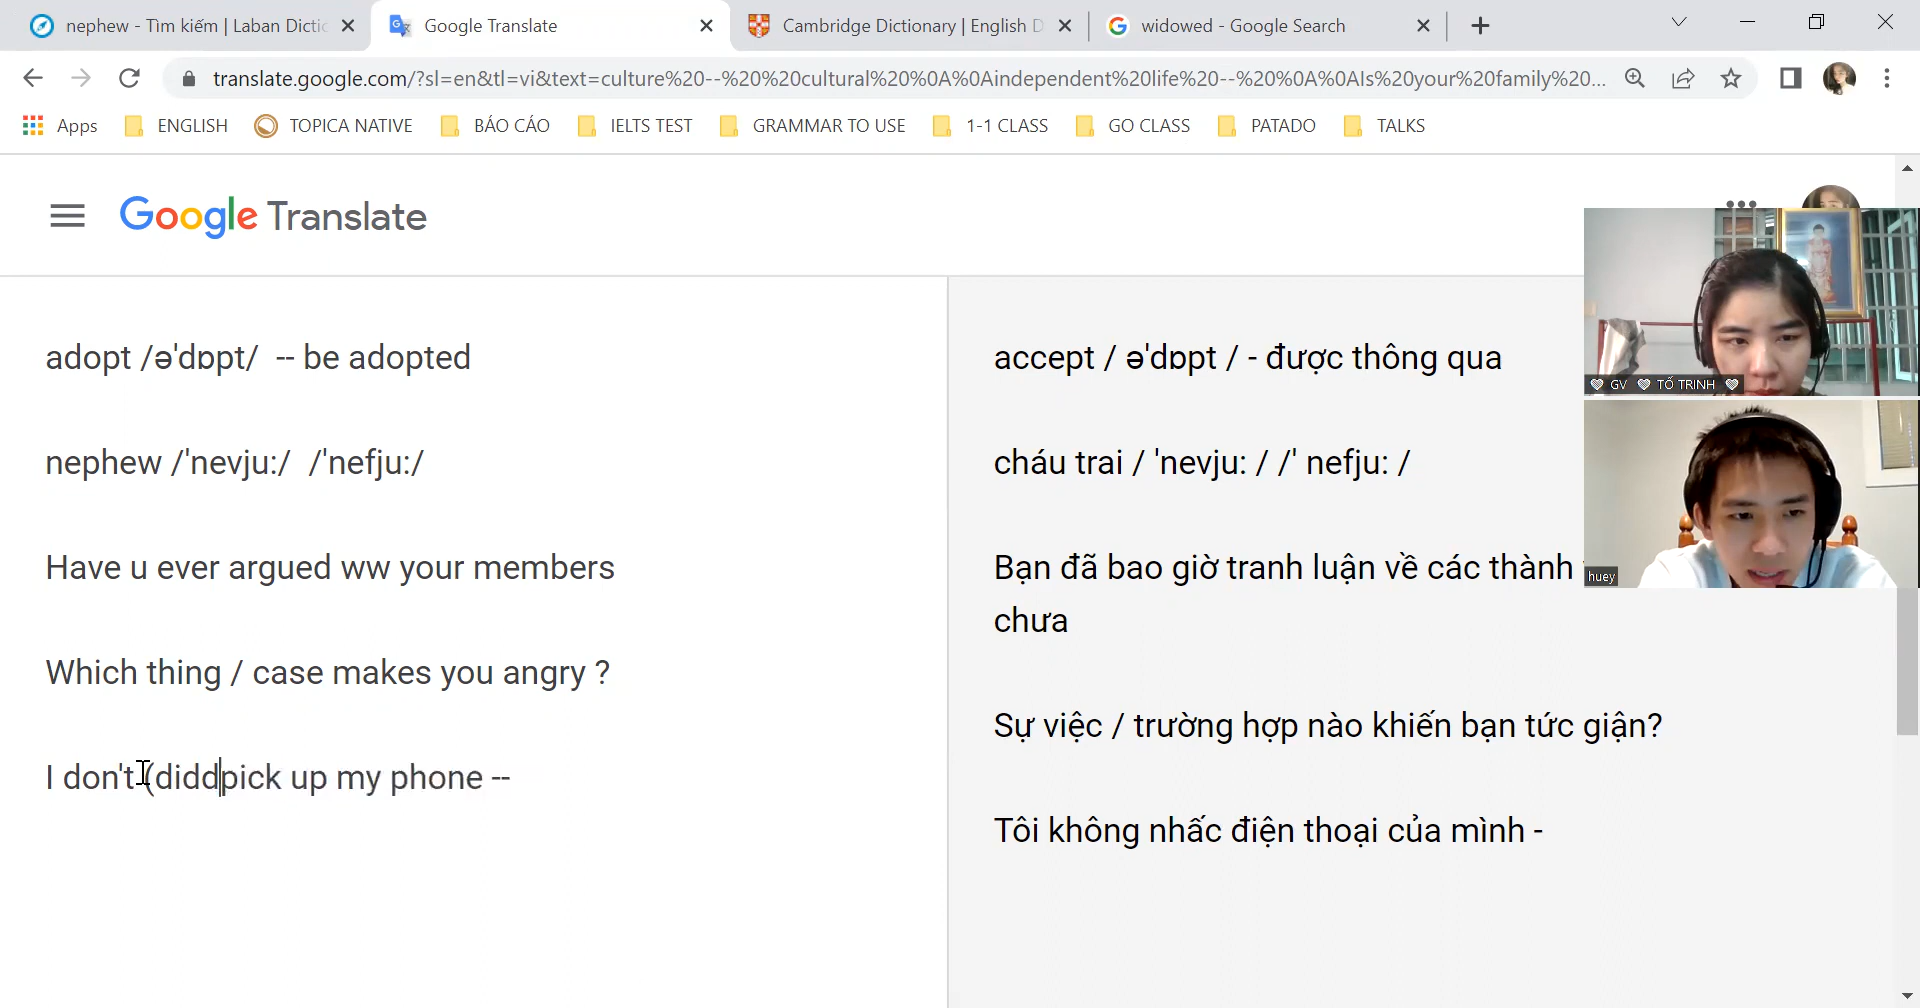 nephew - Tìm kiếm | Laban Dictic
Google Translate
Cambridge Dictionary | English D
widowed - Google Search
translate.google.com/?sl=en&tl=vi&text=culture%20--%20%20cultural%20%0A%0Aindependent%20life%20--%20%0A%0AIs%20your%20family%20...
Apps
ENGLISH
TOPICA NATIVE
BÁO CÁO
IELTS TEST
GRAMMAR TO USE
1-1 CLASS
GO CLASS
PATADO
TALKS
Google Translate
adopt /ə'dɒpt/ -- be adopted
nephew /'nevju:/ /'nefju:/
Have u ever argued ww your members
Which thing / case makes you angry ?
I don't (diddpick up my phone --
accept / ə'dɒpt / - được thông qua
cháu trai / 'nevju: / /' nefju: /
Bạn đã bao giờ tranh luận về các thành
chưa
Sự việc / trường hợp nào khiến bạn tức giận?
Tôi không nhấc điện thoại của mình -
GV TỐ TRINH
huey